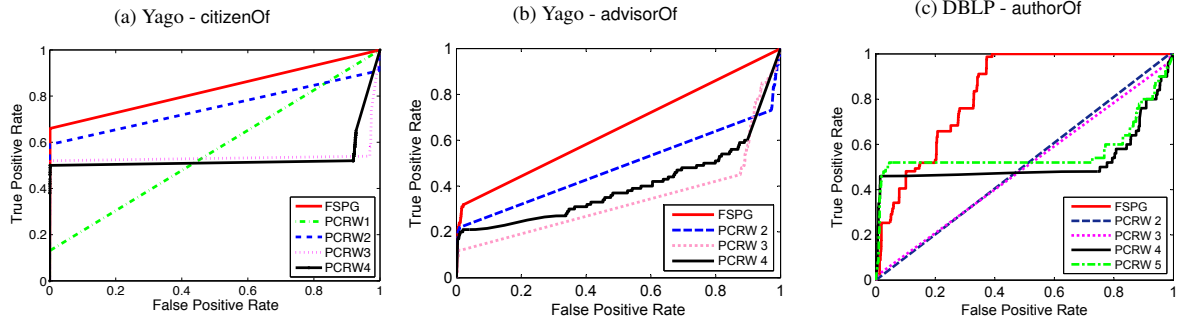 (a) Yago - citizenOf
True Positive Rate
1
0.8
0.6
0.4
0.2
0
0
0.2
0.4
0.6
0.8
1
False Positive Rate
FSPG
PCRW1
PCRW2
PCRW3
PCRW4
(b) Yago - advisorOf
True Positive Rate
1
0.8
0.6
0.4
0.2
0
0
0.2
0.4
0.6
0.8
1
False Positive Rate
FSPG
PCRW 2
PCRW 3
PCRW 4
(c) DBLP - authorOf
True Positive Rate
1
0.8
0.6
0.4
0.2
0
0
0.2
0.4
0.6
0.8
1
False Positive Rate
FSPG
PCRW 2
PCRW 3
PCRW 4
PCRW 5